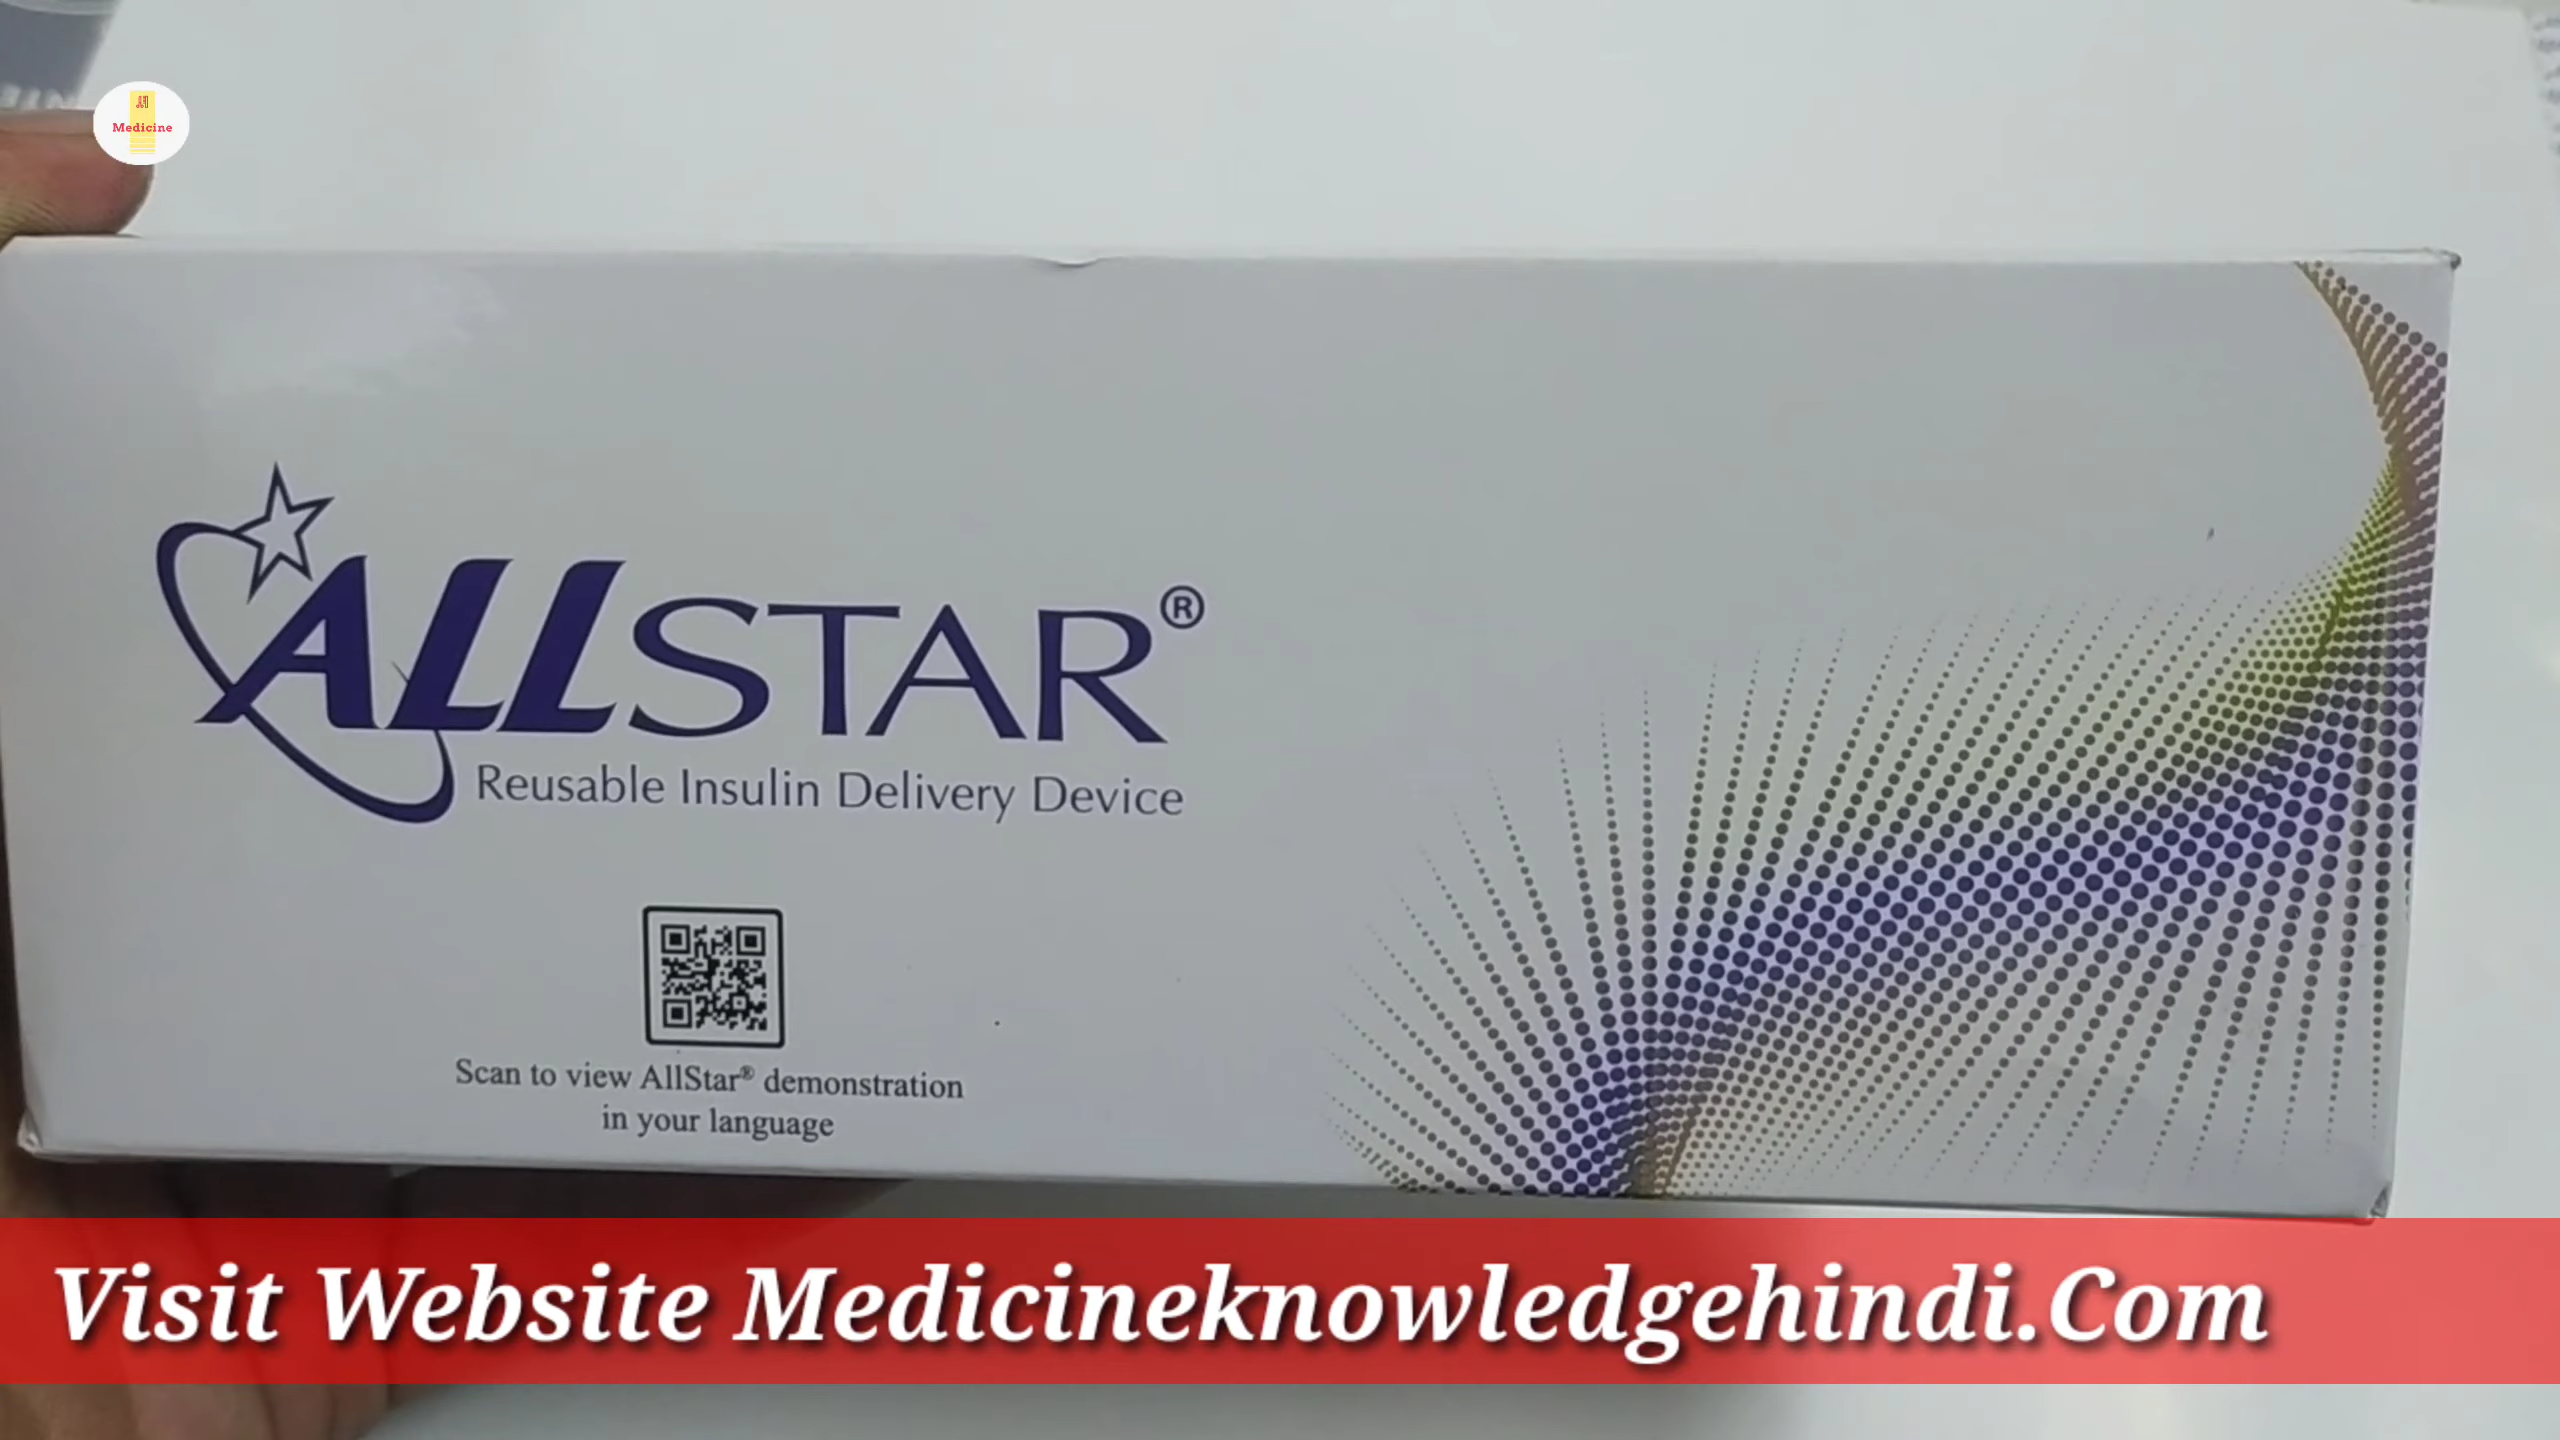 Medicine
ALLSTAR®
Reusable Insulin Delivery Device
Scan to view AllStar® demonstration
in your language
Visit Website Medicineknowledgehindi.Com